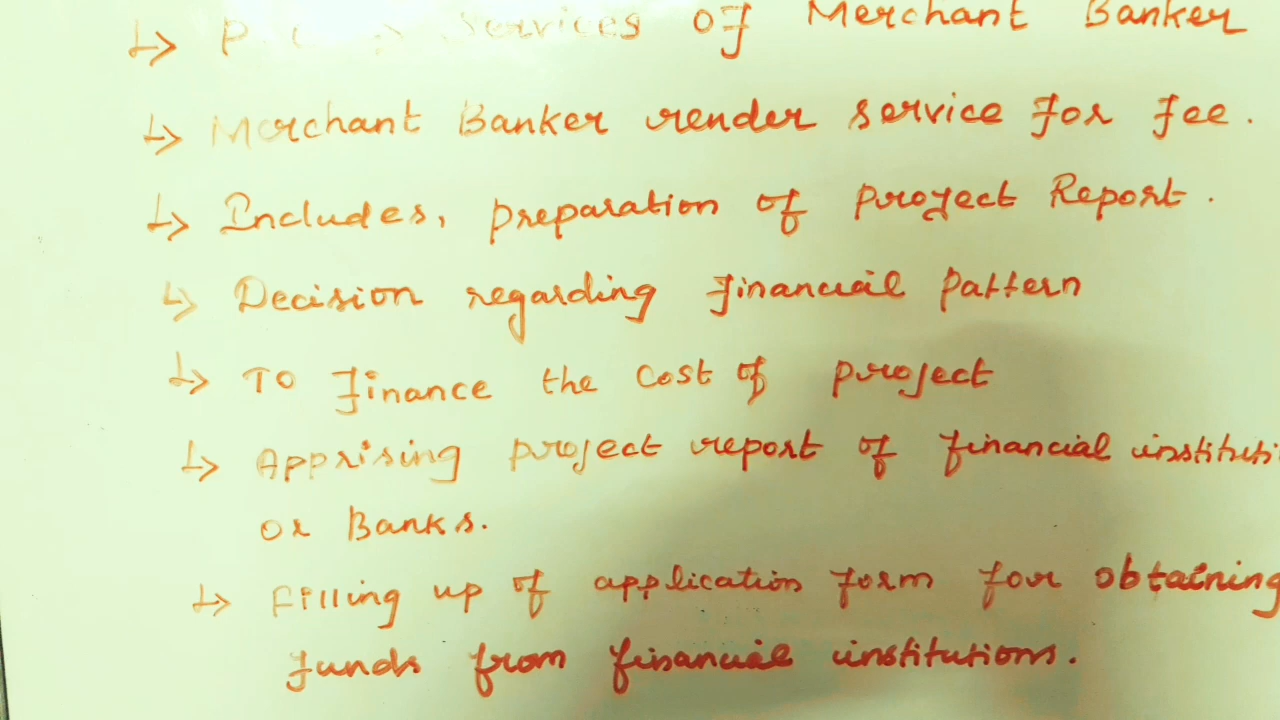 ↳ Services of Merchant Banker
↳ Merchant Banker render service for fee.
↳ Includes, preparation of project Report.
↳ Decision regarding financial pattern
↳ TO finance the cost of project
↳ Apprising project report of financial
or Banks.
↳ filling up of application form for obtaining
funds from financial institutions.